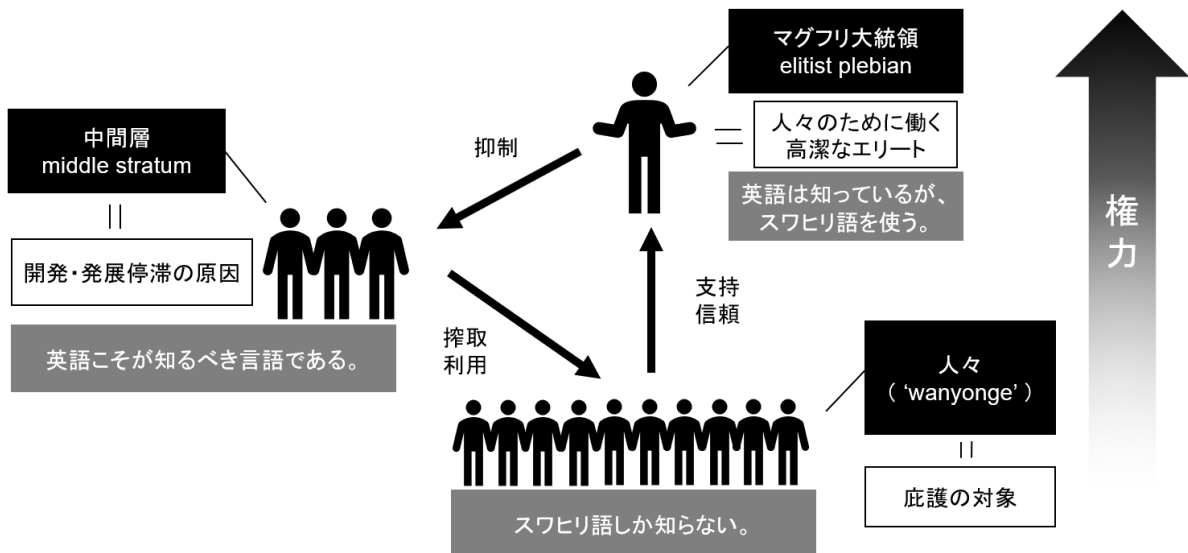 マグフリ大統領
elitist plebian
人々のために働く
高潔なエリート
英語は知っているが、
スワヒリ語を使う。
中間層
middle stratum
開発・発展停滞の原因
英語こそが知るべき言語である。
抑制
搾取
利用
支持
信頼
人々
（ ‘wanyonge’ ）
庇護の対象
スワヒリ語しか知らない。
権
力